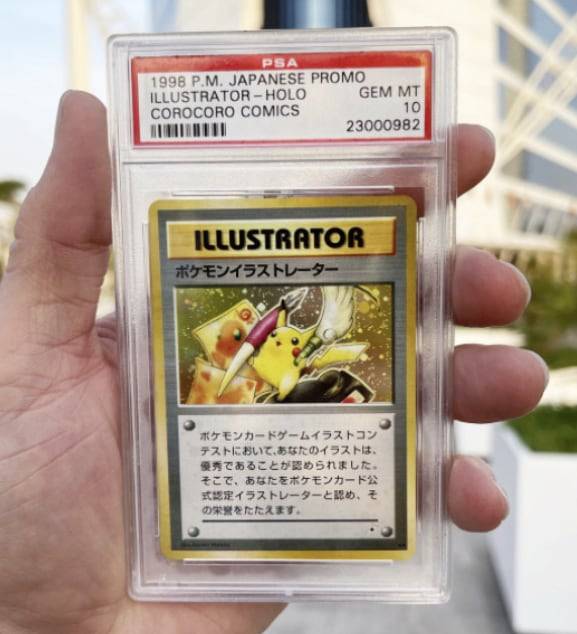 PSA
1998 P.M. JAPANESE PROMO
ILLUSTRATOR-HOLO GEM MT
COROCORO COMICS 10
23000982
ILLUSTRATOR
ポケモンイラストレーター
ポケモンカードゲームイラストコン
テストにおいて、あなたのイラストは、
優秀であることが認められました。
そこで、あなたをポケモンカード公
式認定イラストレーターと認め、そ
の栄誉をたたえます。